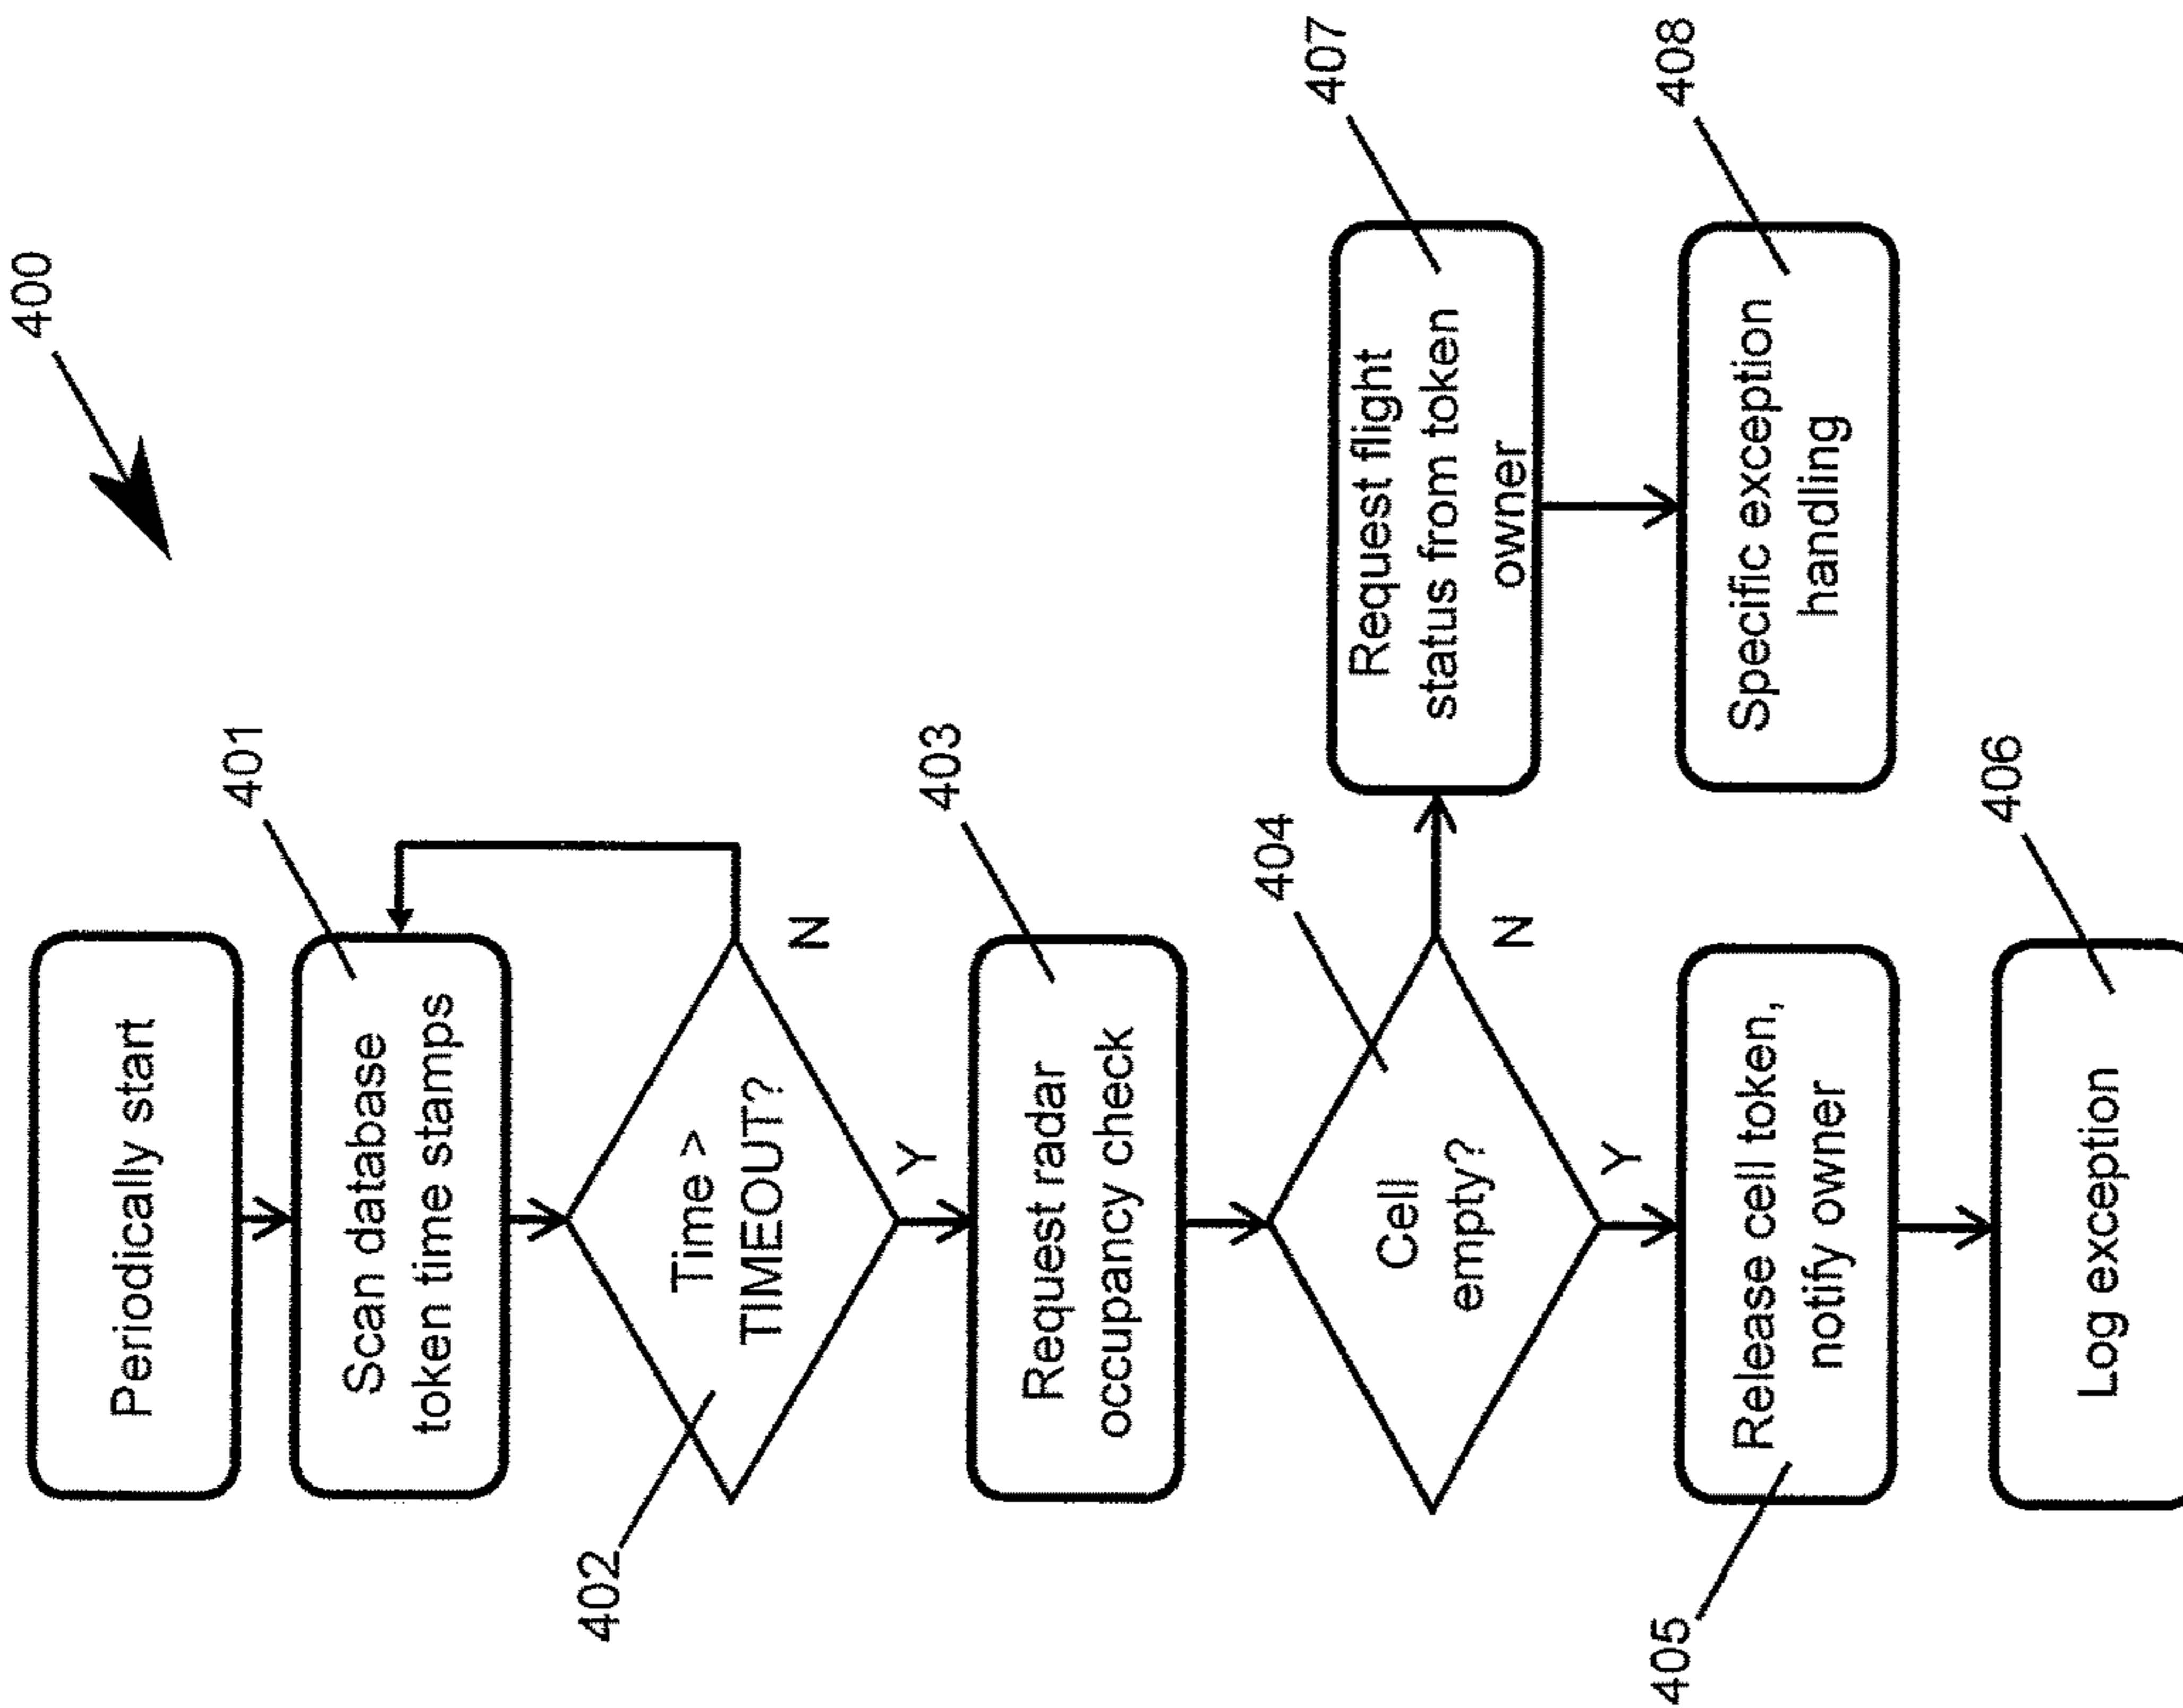 400
Periodically start
401
Scan database
token time stamps
402
Time >
TIMEOUT?
N
Y
403
Request radar
occupancy check
404
Cell
empty?
N
Y
407
Request flight
status from token
owner
405
Release cell token,
notify owner
408
Specific exception
handling
406
Log exception